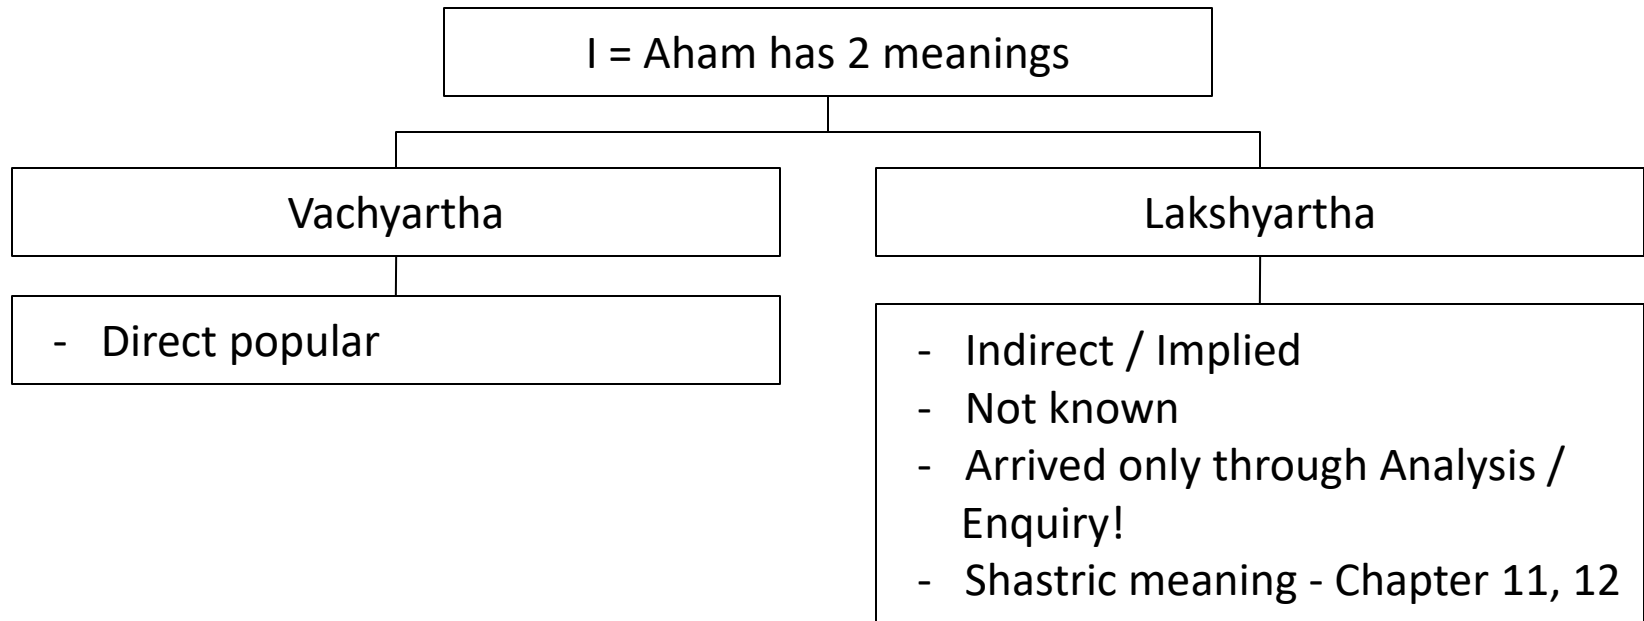 I = Aham has 2 meanings
Vachyartha
Lakshyartha
- Direct popular
- Indirect / Implied
- Not known
- Arrived only through Analysis /
Enquiry!
- Shastric meaning - Chapter 11, 12